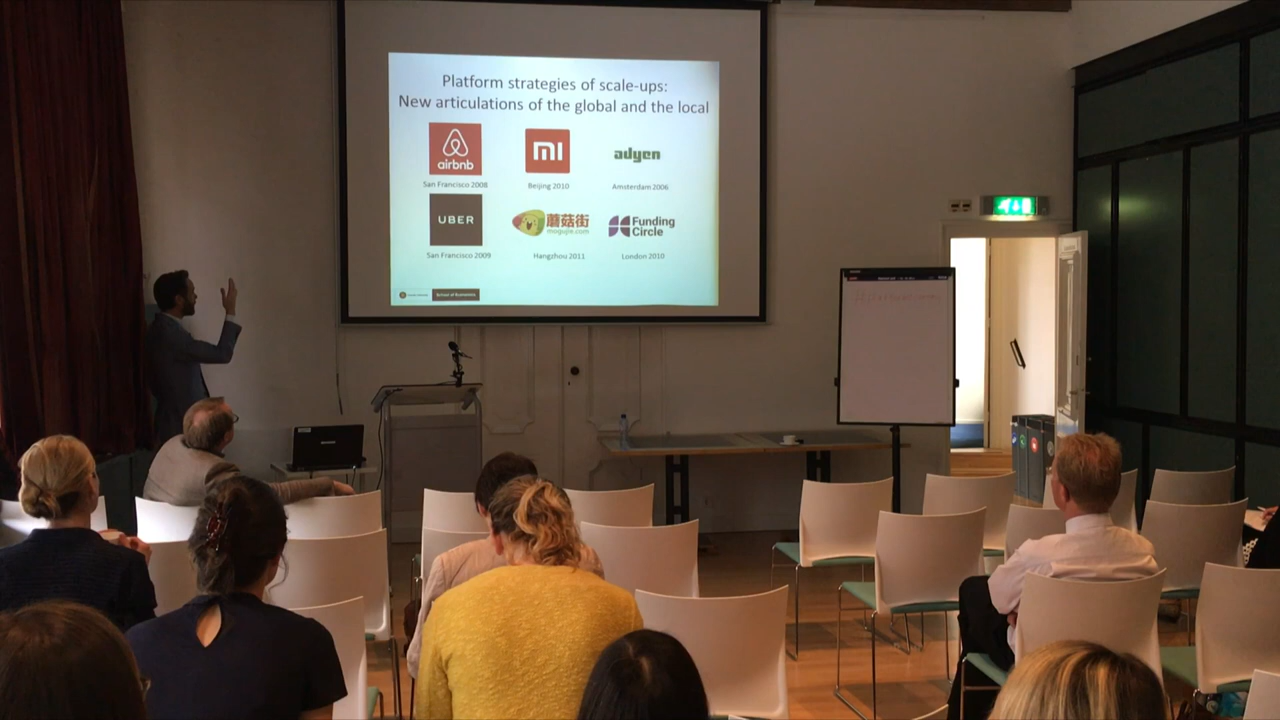 Platform strategies of scale-ups:
New articulations of the global and the local
airbnb
MI
adyen
San Francisco 2008
Beijing 2010
Amsterdam 2006
UBER
蘑菇街
mogujie.com
Funding
Circle
San Francisco 2009
Hangzhou 2011
London 2010
School of Economics